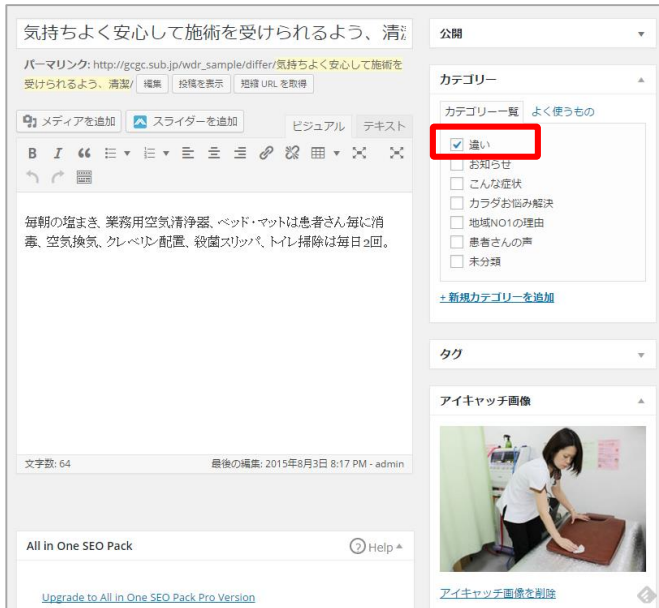 気持ちよく安心して施術を受けられるよう、清
パーマリンク: http://gcgc.sub.jp/wdr_sample/differ/気持ちよく安心して施術を
受けられるよう、清潔/ 編集 投稿を表示 短縮 URL を取得
メディアを追加 スライダーを追加
ビジュアル テキスト
毎朝の塩まき、業務用空気清浄器、ベッド・マットは患者さん毎に消
毒、空気換気、クレベリン配置、殺菌スリッパ、トイレ掃除は毎日2回。
文字数: 64 最後の編集: 2015年8月3日 8:17 PM - admin
All in One SEO Pack Help
Upgrade to All in One SEO Pack Pro Version
公開
カテゴリー
カテゴリー一覧 よく使うもの
違い
お知らせ
こんな症状
カラダお悩み解決
地域NO1の理由
患者さんの声
未分類
+ 新規カテゴリーを追加
タグ
アイキャッチ画像
アイキャッチ画像を削除